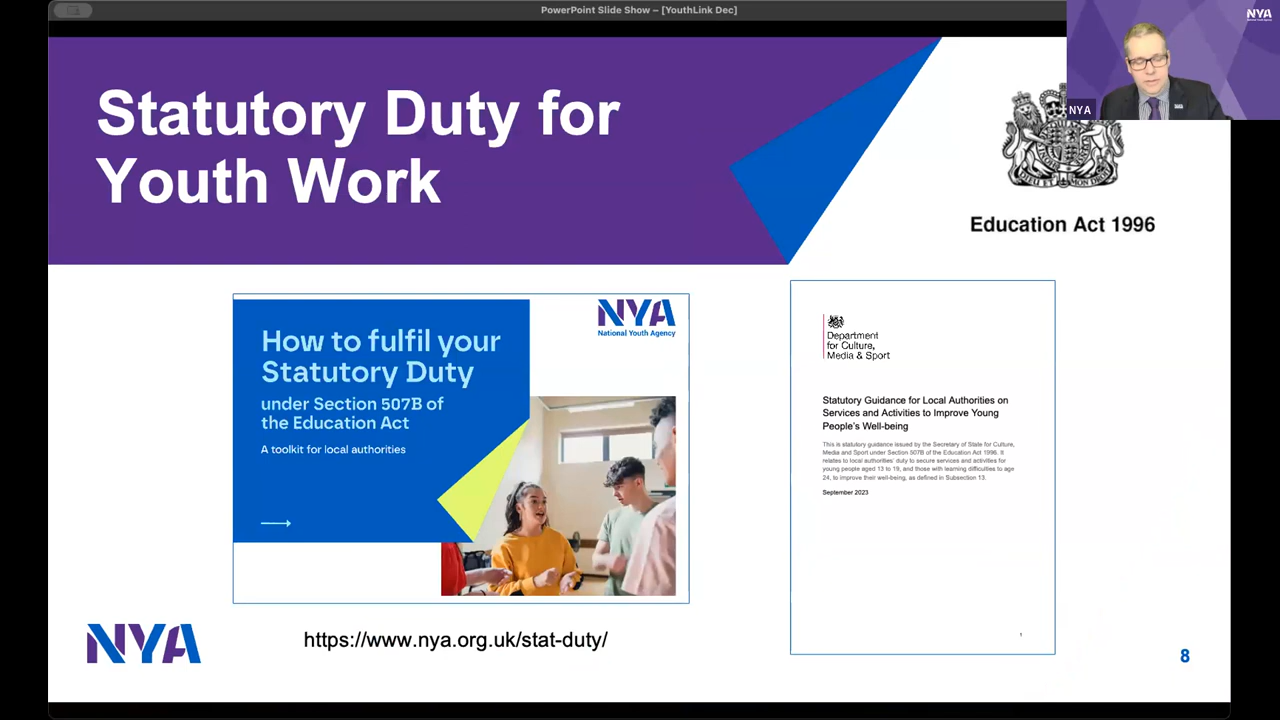 PowerPoint Slide Show – [YouthLink Dec]
NYA
NYA
Statutory Duty for
Youth Work
DIEU ET MON DROIT
Education Act 1996
How to fulfil your
Statutory Duty
under Section 507B of
the Education Act
A toolkit for local authorities
NYA
National Youth Agency
Department
for Culture,
Media & Sport
Statutory Guidance for Local Authorities on
Services and Activities to Improve Young
People's Well-being
This is statutory guidance issued by the Secretary of State for Culture,
Media and Sport under Section 507B of the Education Act 1996. It
relates to local authorities' duty to secure services and activities for
young people aged 13 to 19, and those with learning difficulties to age
24, to improve their well-being, as defined in Subsection 13.
September 2023
1
NYA
https://www.nya.org.uk/stat-duty/
8